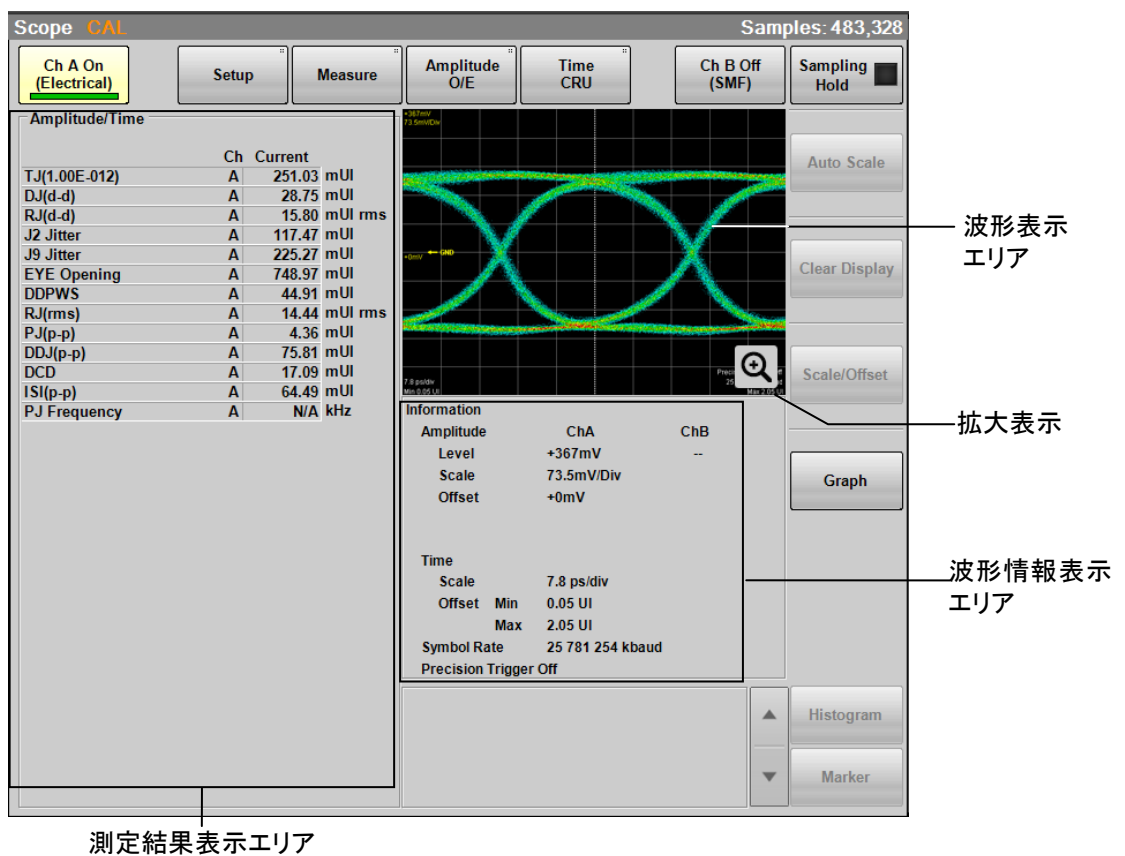 Scope CAL Samples: 483,328
Ch A On
(Electrical)
Setup
Measure
Amplitude
O/E
Time
CRU
Ch B Off
(SMF)
Sampling
Hold
Amplitude/Time
Ch Current
TJ(1.00E-012) A 251.03 mUI
DJ(d-d) A 28.75 mUI
RJ(d-d) A 15.80 mUI rms
J2 Jitter A 117.47 mUI
J9 Jitter A 225.27 mUI
EYE Opening A 748.97 mUI
DDPWS A 44.91 mUI
RJ(rms) A 14.44 mUI rms
PJ(p-p) A 4.36 mUI
DDJ(p-p) A 75.81 mUI
DCD A 17.09 mUI
ISI(p-p) A 64.49 mUI
PJ Frequency A N/A kHz
+367mV
73.5mV/Div
+0mV GND
7.8 ps/div
Min 0.05 UI
Max 2.05 UI
Information
Amplitude ChA ChB
Level +367mV --
Scale 73.5mV/Div
Offset +0mV
Time
Scale 7.8 ps/div
Offset Min 0.05 UI
Max 2.05 UI
Symbol Rate 25 781 254 kbaud
Precision Trigger Off
Auto Scale
Clear Display
Scale/Offset
Graph
Histogram
Marker
波形表示
エリア
拡大表示
波形情報表示
エリア
測定結果表示エリア